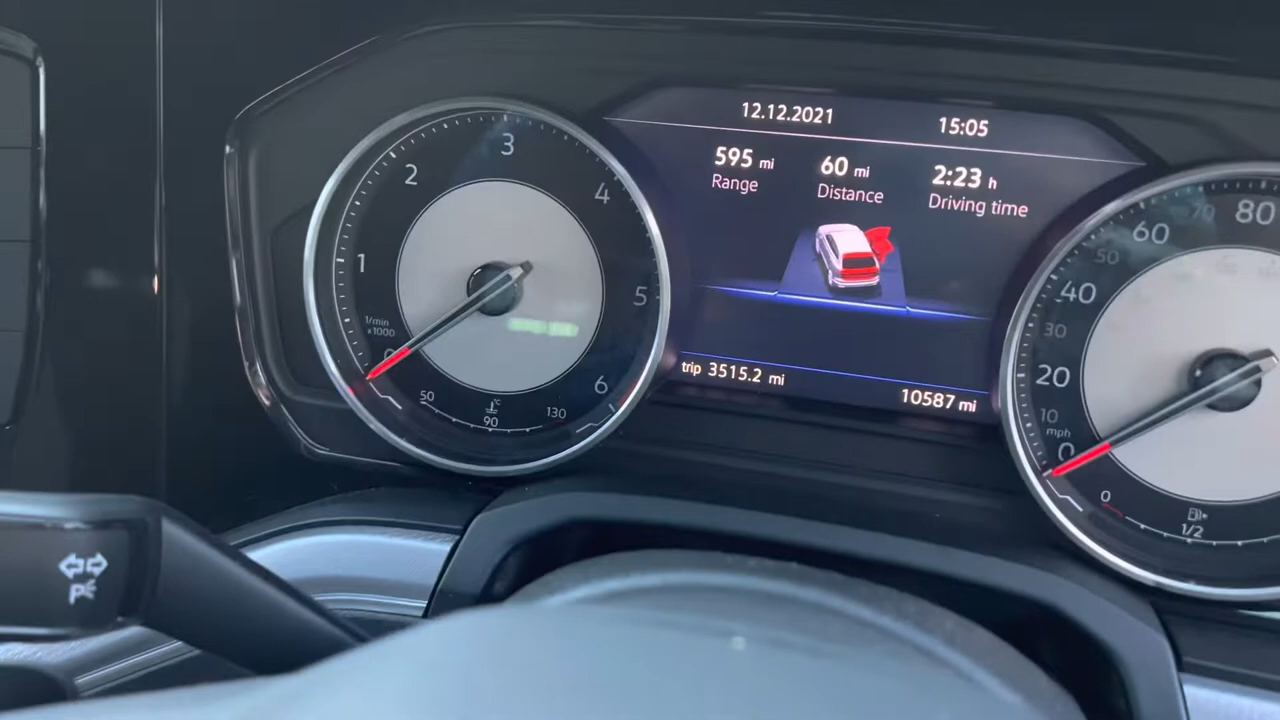 12.12.2021 15:05
595 mi 60 mi 2:23 h
Range Distance Driving time
trip 3515.2 mi 10587 mi
0 1 2 3 4 5 6
1/min
x1000
50 90 130
°C
0 10 20 30 40 50 60 70 80
mph
0 1/2
P